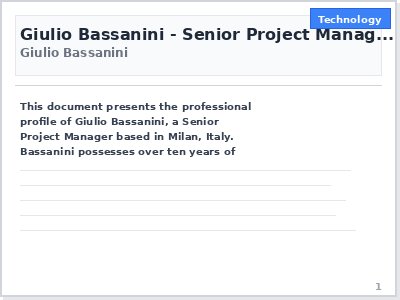 Technology
Giulio Bassanini - Senior Project Manag...
Giulio Bassanini
This document presents the professional
profile of Giulio Bassanini, a Senior
Project Manager based in Milan, Italy.
Bassanini possesses over ten years of
1